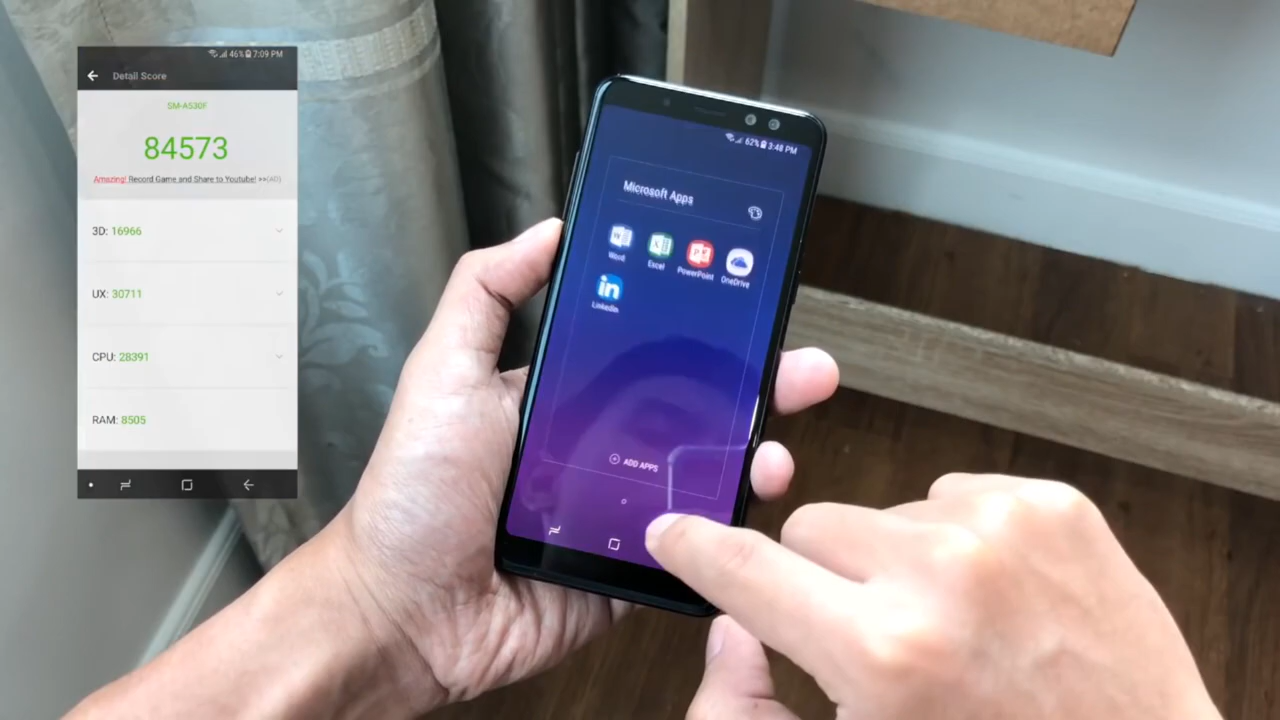 46% 7:09 PM
Detail Score
SM-A530F
84573
Amazing! Record Game and Share to Youtube! >>(AD)
3D: 16966
UX: 30711
CPU: 28391
RAM: 8505
62% 3:48 PM
Microsoft Apps
Word
Excel
PowerPoint
OneDrive
in
LinkedIn
ADD APPS